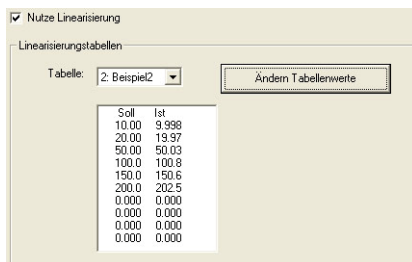 Nutze Linearisierung
Linearisierungstabellen
Tabelle: 2: Beispiel2 Ändern Tabellenwerte
Soll Ist
10.00 9.998
20.00 19.97
50.00 50.03
100.0 100.8
150.0 150.6
200.0 202.5
0.000 0.000
0.000 0.000
0.000 0.000
0.000 0.000